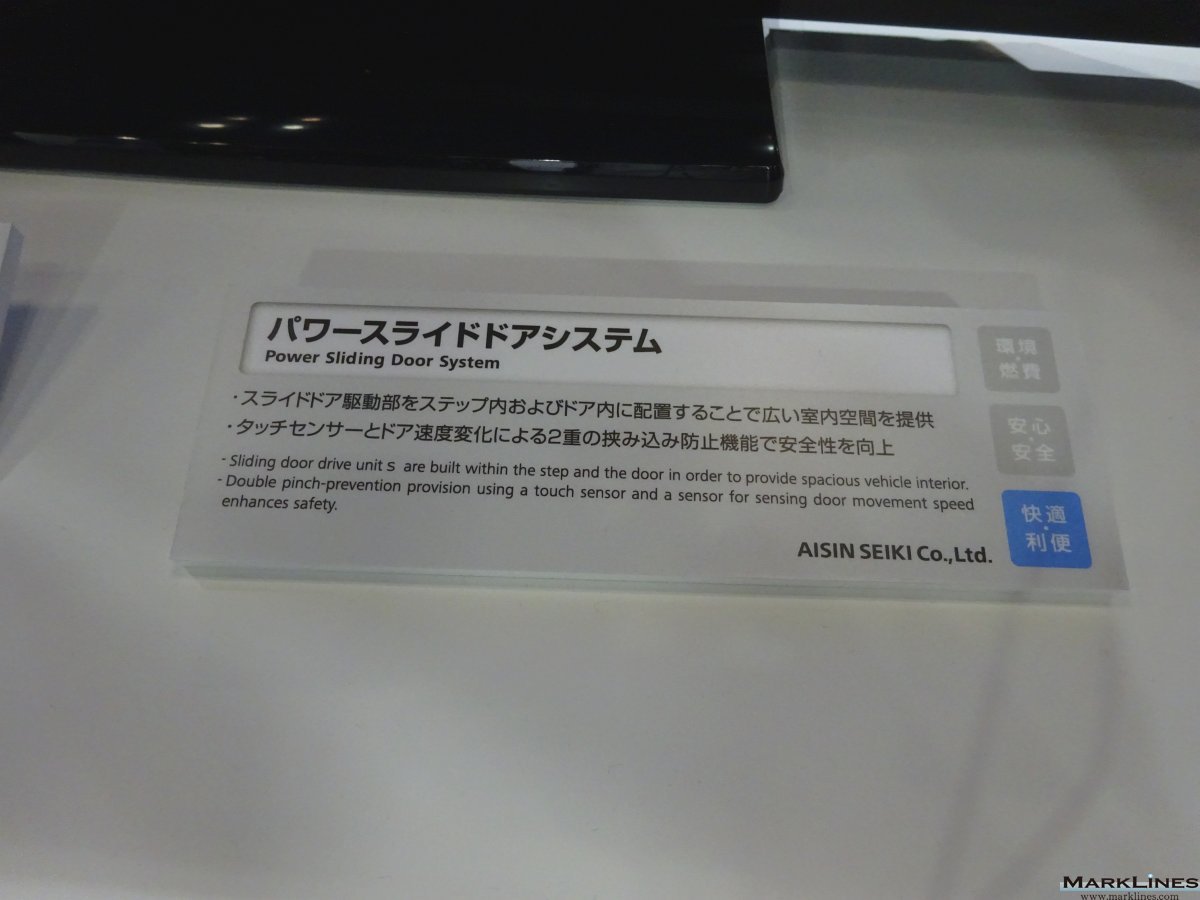 パワースライドドアシステム
Power Sliding Door System
・スライドドア駆動部をステップ内およびドア内に配置することで広い室内空間を提供
・タッチセンサーとドア速度変化による2重の挟み込み防止機能で安全性を向上
- Sliding door drive unit s are built within the step and the door in order to provide spacious vehicle interior.
- Double pinch-prevention provision using a touch sensor and a sensor for sensing door movement speed
enhances safety.
AISIN SEIKI Co.,Ltd.
環境
・
燃費
安心
・
安全
快適
・
利便
MARKLINES
www.marklines.com